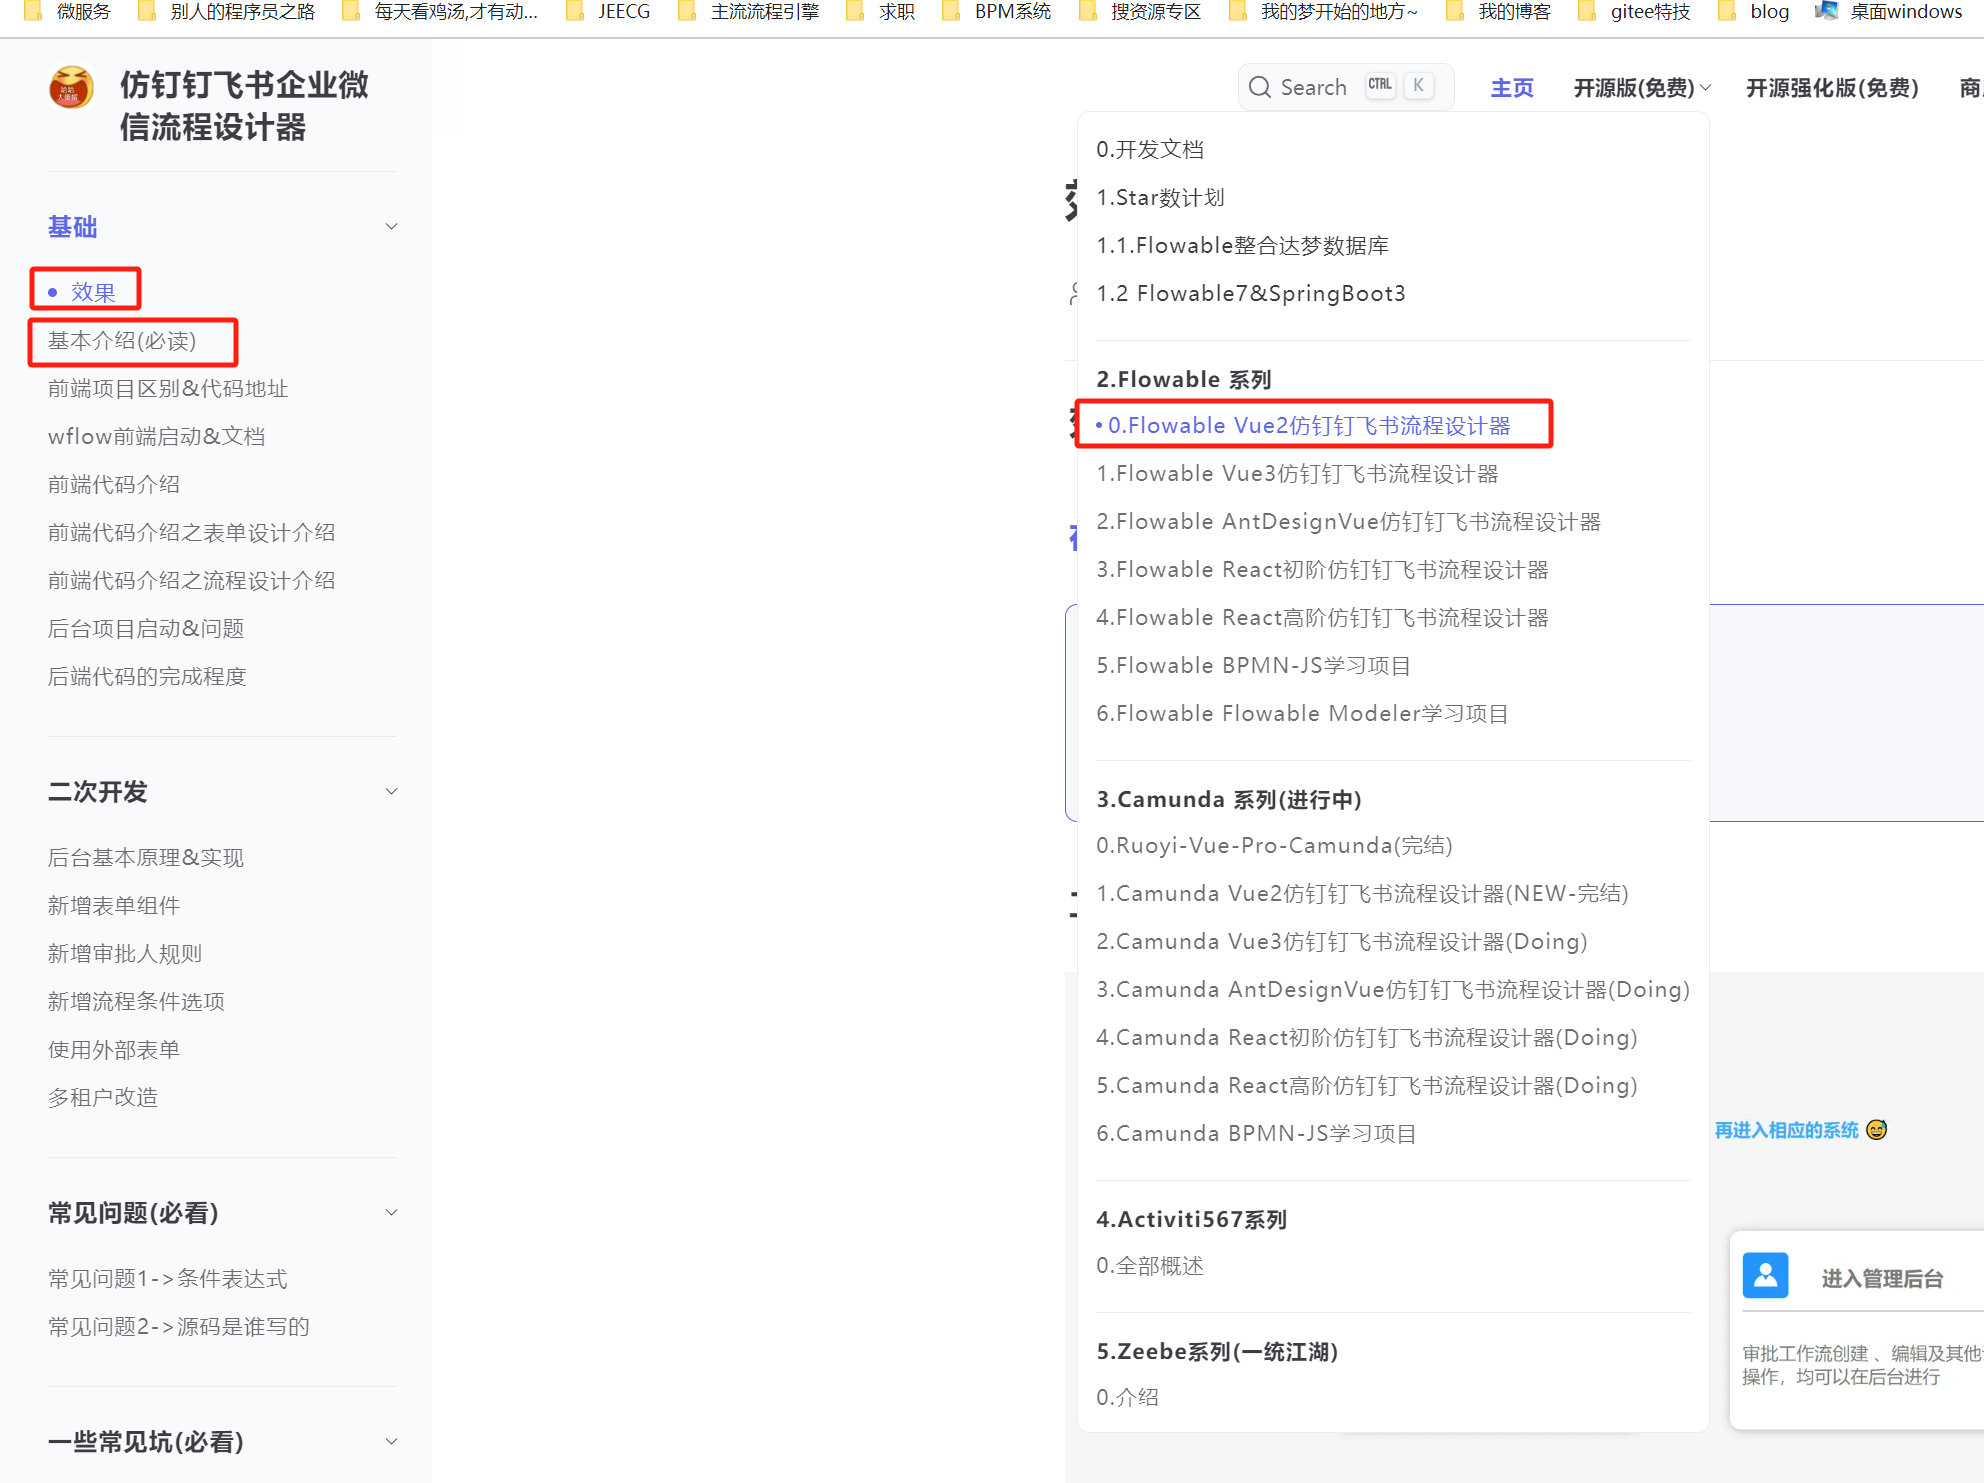 微服务 别人的程序员之路 每天看鸡汤,才有动... JEECG 主流流程引擎 求职 BPM系统 搜资源专区 我的梦开始的地方~ 我的博客 gitee特技 blog 桌面windows
仿钉钉飞书企业微
信流程设计器
Search CTRL K 主页 开源版(免费) 开源强化版(免费) 商
基础
效果
基本介绍(必读)
前端项目区别&代码地址
wflow前端启动&文档
前端代码介绍
前端代码介绍之表单设计介绍
前端代码介绍之流程设计介绍
后台项目启动&问题
后端代码的完成程度
二次开发
后台基本原理&实现
新增表单组件
新增审批人规则
新增流程条件选项
使用外部表单
多租户改造
常见问题(必看)
常见问题1->条件表达式
常见问题2->源码是谁写的
一些常见坑(必看)
0.开发文档
1.Star数计划
1.1.Flowable整合达梦数据库
1.2 Flowable7&SpringBoot3
2.Flowable 系列
0.Flowable Vue2仿钉钉飞书流程设计器
1.Flowable Vue3仿钉钉飞书流程设计器
2.Flowable AntDesignVue仿钉钉飞书流程设计器
3.Flowable React初阶仿钉钉飞书流程设计器
4.Flowable React高阶仿钉钉飞书流程设计器
5.Flowable BPMN-JS学习项目
6.Flowable Flowable Modeler学习项目
3.Camunda 系列(进行中)
0.Ruoyi-Vue-Pro-Camunda(完结)
1.Camunda Vue2仿钉钉飞书流程设计器(NEW-完结)
2.Camunda Vue3仿钉钉飞书流程设计器(Doing)
3.Camunda AntDesignVue仿钉钉飞书流程设计器(Doing)
4.Camunda React初阶仿钉钉飞书流程设计器(Doing)
5.Camunda React高阶仿钉钉飞书流程设计器(Doing)
6.Camunda BPMN-JS学习项目
4.Activiti567系列
0.全部概述
5.Zeebe系列(一统江湖)
0.介绍
再进入相应的系统 😅
进入管理后台
审批工作流创建 、编辑及其他
操作，均可以在后台进行